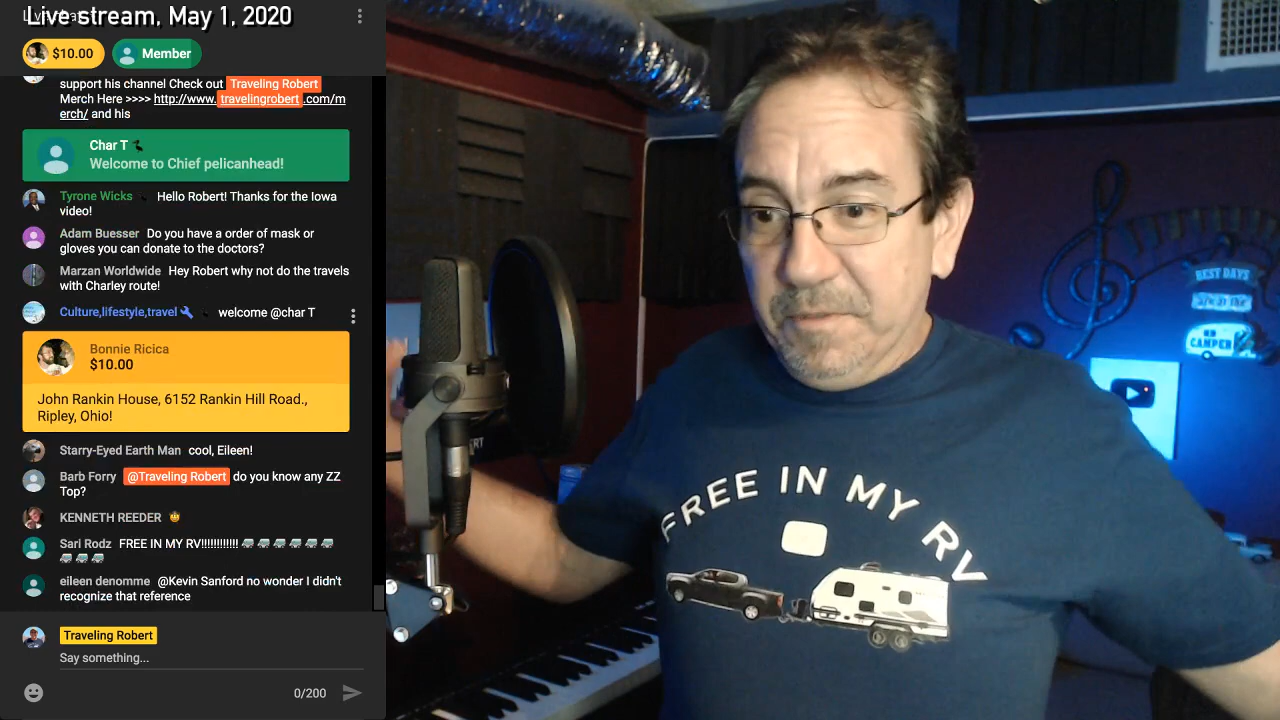 Live stream, May 1, 2020
$10.00
Member
support his channel Check out Traveling Robert
Merch Here >>>> http://www.travelingrobert.com/m
erch/ and his
Char T
Welcome to Chief pelicanhead!
Tyrone Wicks Hello Robert! Thanks for the Iowa
video!
Adam Buesser Do you have a order of mask or
gloves you can donate to the doctors?
Marzan Worldwide Hey Robert why not do the travels
with Charley route!
Culture,lifestyle,travel welcome @char T
Bonnie Ricica
$10.00
John Rankin House, 6152 Rankin Hill Road.,
Ripley, Ohio!
Starry-Eyed Earth Man cool, Eileen!
Barb Forry @Traveling Robert do you know any ZZ
Top?
KENNETH REEDER
Sari Rodz FREE IN MY RV!!!!!!!!!!!!
eileen denomme @Kevin Sanford no wonder I didn't
recognize that reference
Traveling Robert
Say something...
0/200
FREE IN MY RV
BEST DAYS
CAMPER